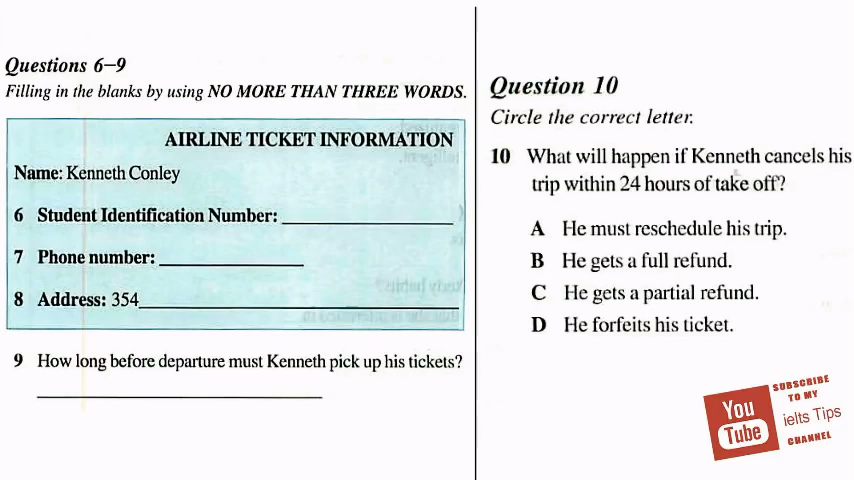 Questions 6–9
Filling in the blanks by using NO MORE THAN THREE WORDS.
AIRLINE TICKET INFORMATION
Name: Kenneth Conley
6 Student Identification Number: ____________________
7 Phone number: ________________
8 Address: 354____________________________________
9 How long before departure must Kenneth pick up his tickets?
________________________________
Question 10
Circle the correct letter.
10 What will happen if Kenneth cancels his
trip within 24 hours of take off?
A He must reschedule his trip.
B He gets a full refund.
C He gets a partial refund.
D He forfeits his ticket.
You
Tube
SUBSCRIBE
TO MY
ielts Tips
CHANNEL